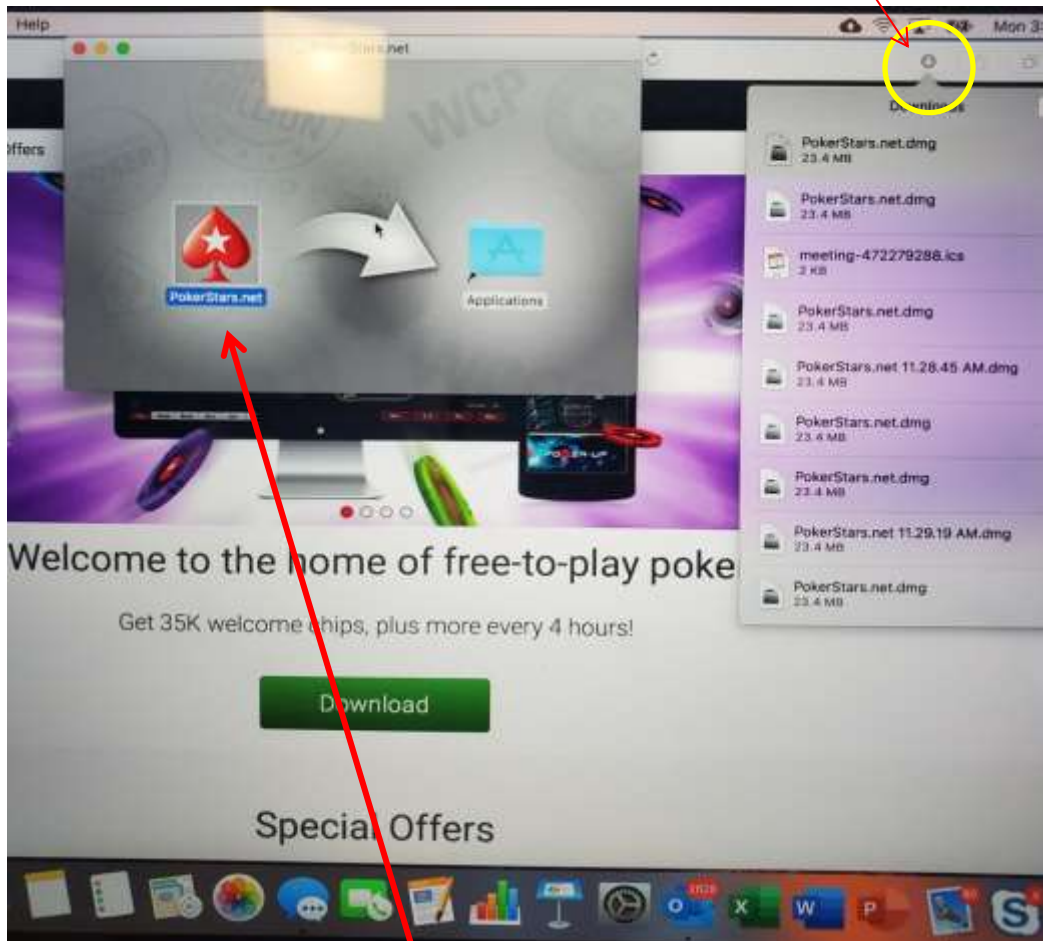 Help
Mon 3:
PokerStars.net
WCP
Offers
Downloads
PokerStars.net.dmg
23.4 MB
PokerStars.net.dmg
23.4 MB
meeting-472279288.ics
2 KB
PokerStars.net.dmg
23.4 MB
PokerStars.net 11.28.45 AM.dmg
23.4 MB
PokerStars.net.dmg
23.4 MB
PokerStars.net.dmg
23.4 MB
PokerStars.net 11.29.19 AM.dmg
23.4 MB
PokerStars.net.dmg
23.4 MB
PokerStars.net
Applications
POWER-UP
Welcome to the home of free-to-play poke
Get 35K welcome chips, plus more every 4 hours!
Download
Special Offers